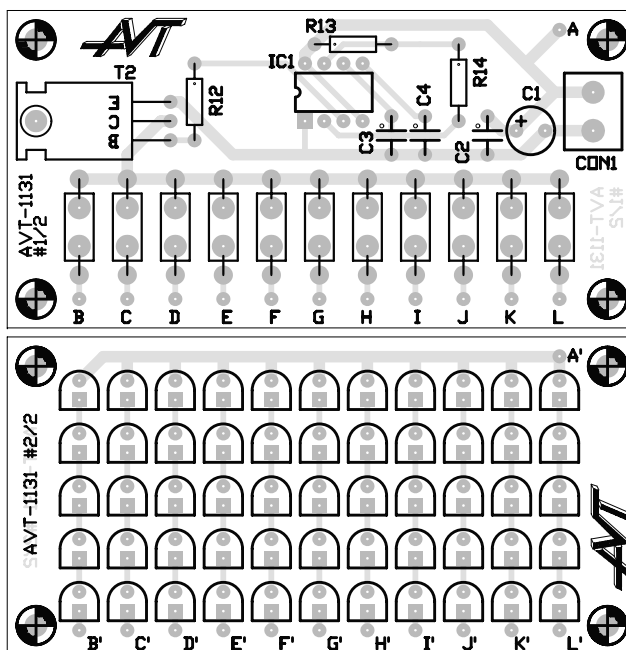 AVT
A
R13
T2
IC1
R12
C4
R14
C1
E
C
B
C3
C2
CON1
AVT-1131
#1/2
#1/2
AVT-1131
B C D E F G H I J K L
A'
AVT-1131 #2/2
AVT
B' C' D' E' F' G' H' I' J' K' L'